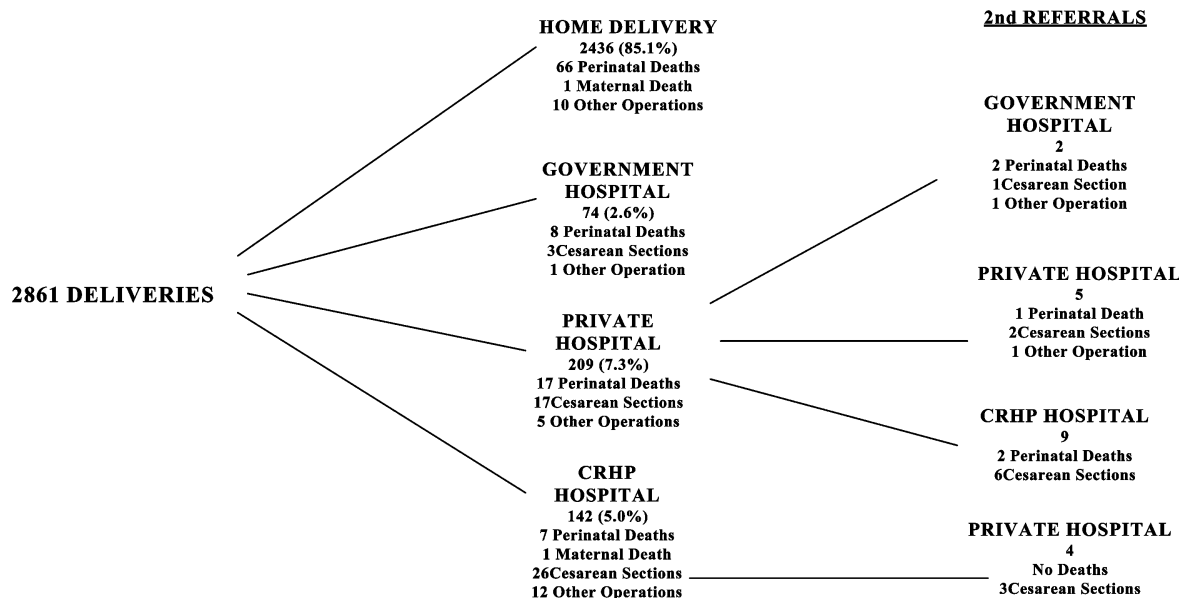 2861 DELIVERIES
HOME DELIVERY
2436 (85.1%)
66 Perinatal Deaths
1 Maternal Death
10 Other Operations
GOVERNMENT
HOSPITAL
74 (2.6%)
8 Perinatal Deaths
3Cesarean Sections
1 Other Operation
PRIVATE
HOSPITAL
209 (7.3%)
17 Perinatal Deaths
17Cesarean Sections
5 Other Operations
CRHP
HOSPITAL
142 (5.0%)
7 Perinatal Deaths
1 Maternal Death
26Cesarean Sections
12 Other Operations
2nd REFERRALS
GOVERNMENT
HOSPITAL
2
2 Perinatal Deaths
1Cesarean Section
1 Other Operation
PRIVATE HOSPITAL
5
1 Perinatal Death
2Cesarean Sections
1 Other Operation
CRHP HOSPITAL
9
2 Perinatal Deaths
6Cesarean Sections
PRIVATE HOSPITAL
4
No Deaths
3Cesarean Sections